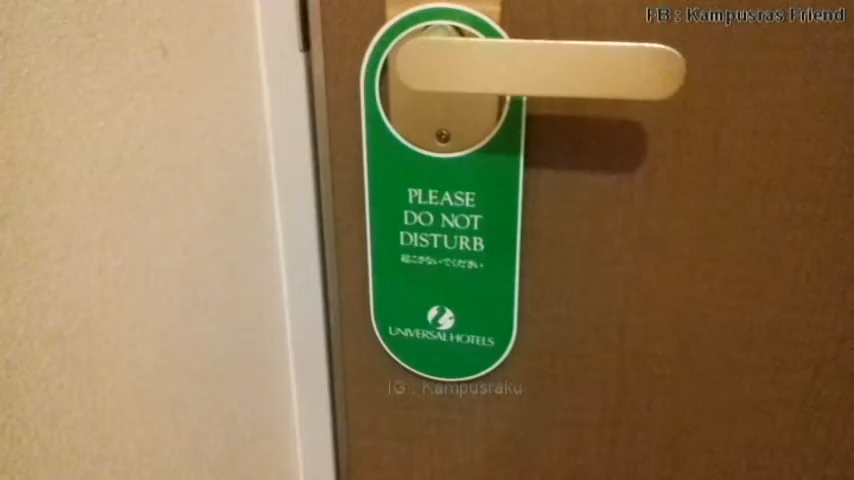 FB : Kampusras Friend
PLEASE
DO NOT
DISTURB
起こさないでください
UNIVERSAL HOTELS
IG : Kampusraku